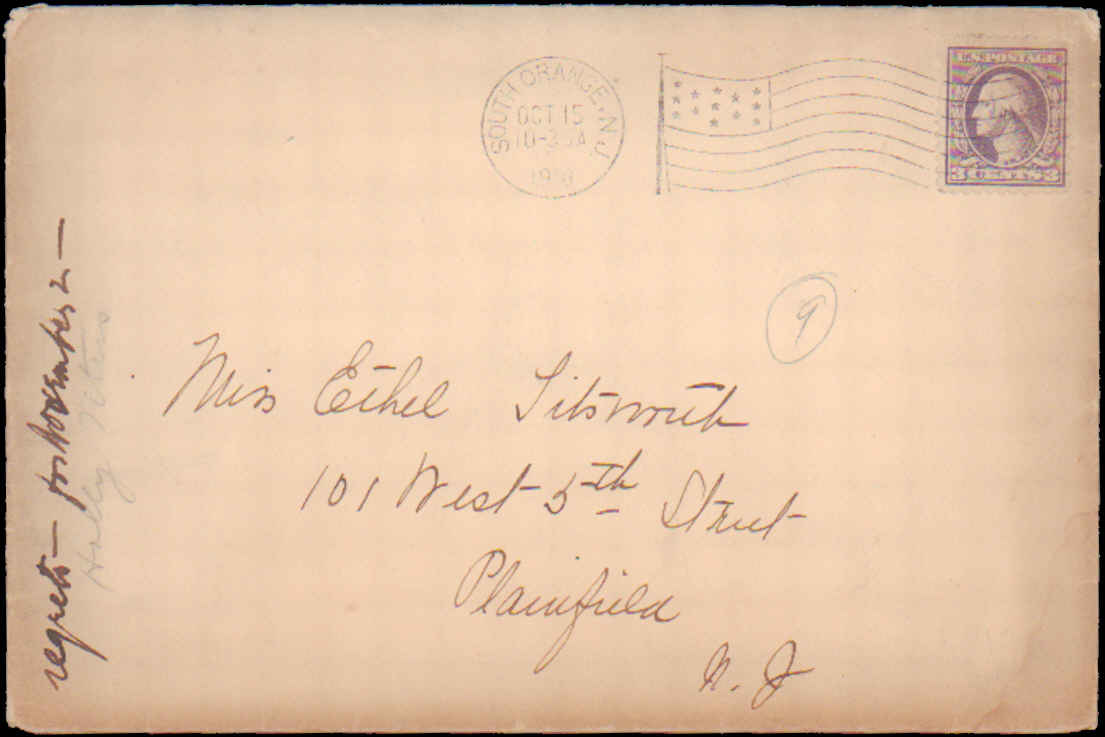 SOUTH ORANGE, N.J.
OCT 15
U.S. POSTAGE
3 CENTS 3
9
Miss Ethel Titsworth
101 West 5th Street
Plainfield
N. J
regrets — for November 2 —